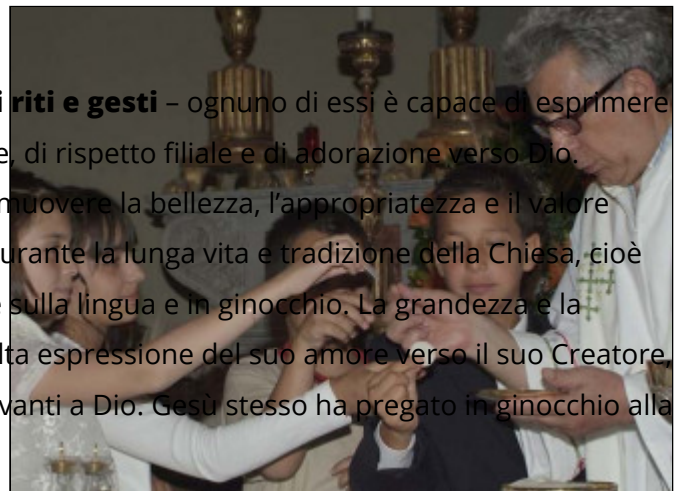 i riti e gesti – ognuno di essi è capace di esprimere
e, di rispetto filiale e di adorazione verso Dio.
muovere la bellezza, l’appropriatezza e il valore
urante la lunga vita e tradizione della Chiesa, cioè
e sulla lingua e in ginocchio. La grandezza e la
lta espressione del suo amore verso il suo Creatore,
vanti a Dio. Gesù stesso ha pregato in ginocchio alla